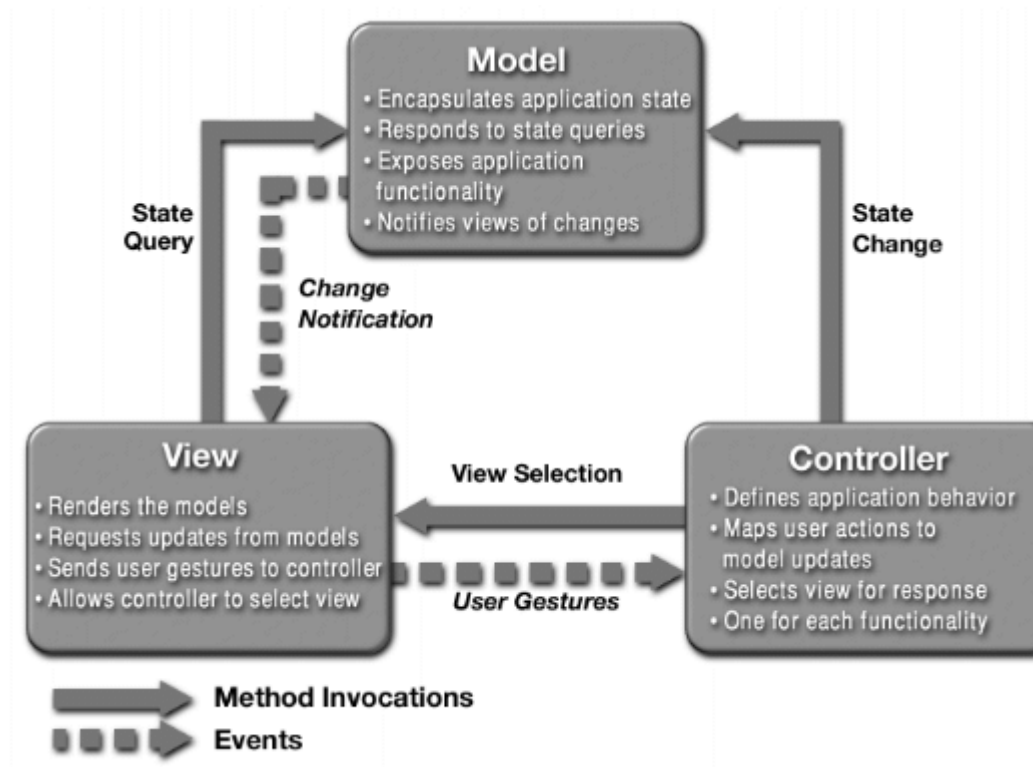 Model
• Encapsulates application state
• Responds to state queries
• Exposes application
functionality
• Notifies views of changes
State
Query
State
Change
Change
Notification
View
• Renders the models
• Requests updates from models
• Sends user gestures to controller
• Allows controller to select view
View Selection
User Gestures
Controller
• Defines application behavior
• Maps user actions to
model updates
• Selects view for response
• One for each functionality
Method Invocations
Events